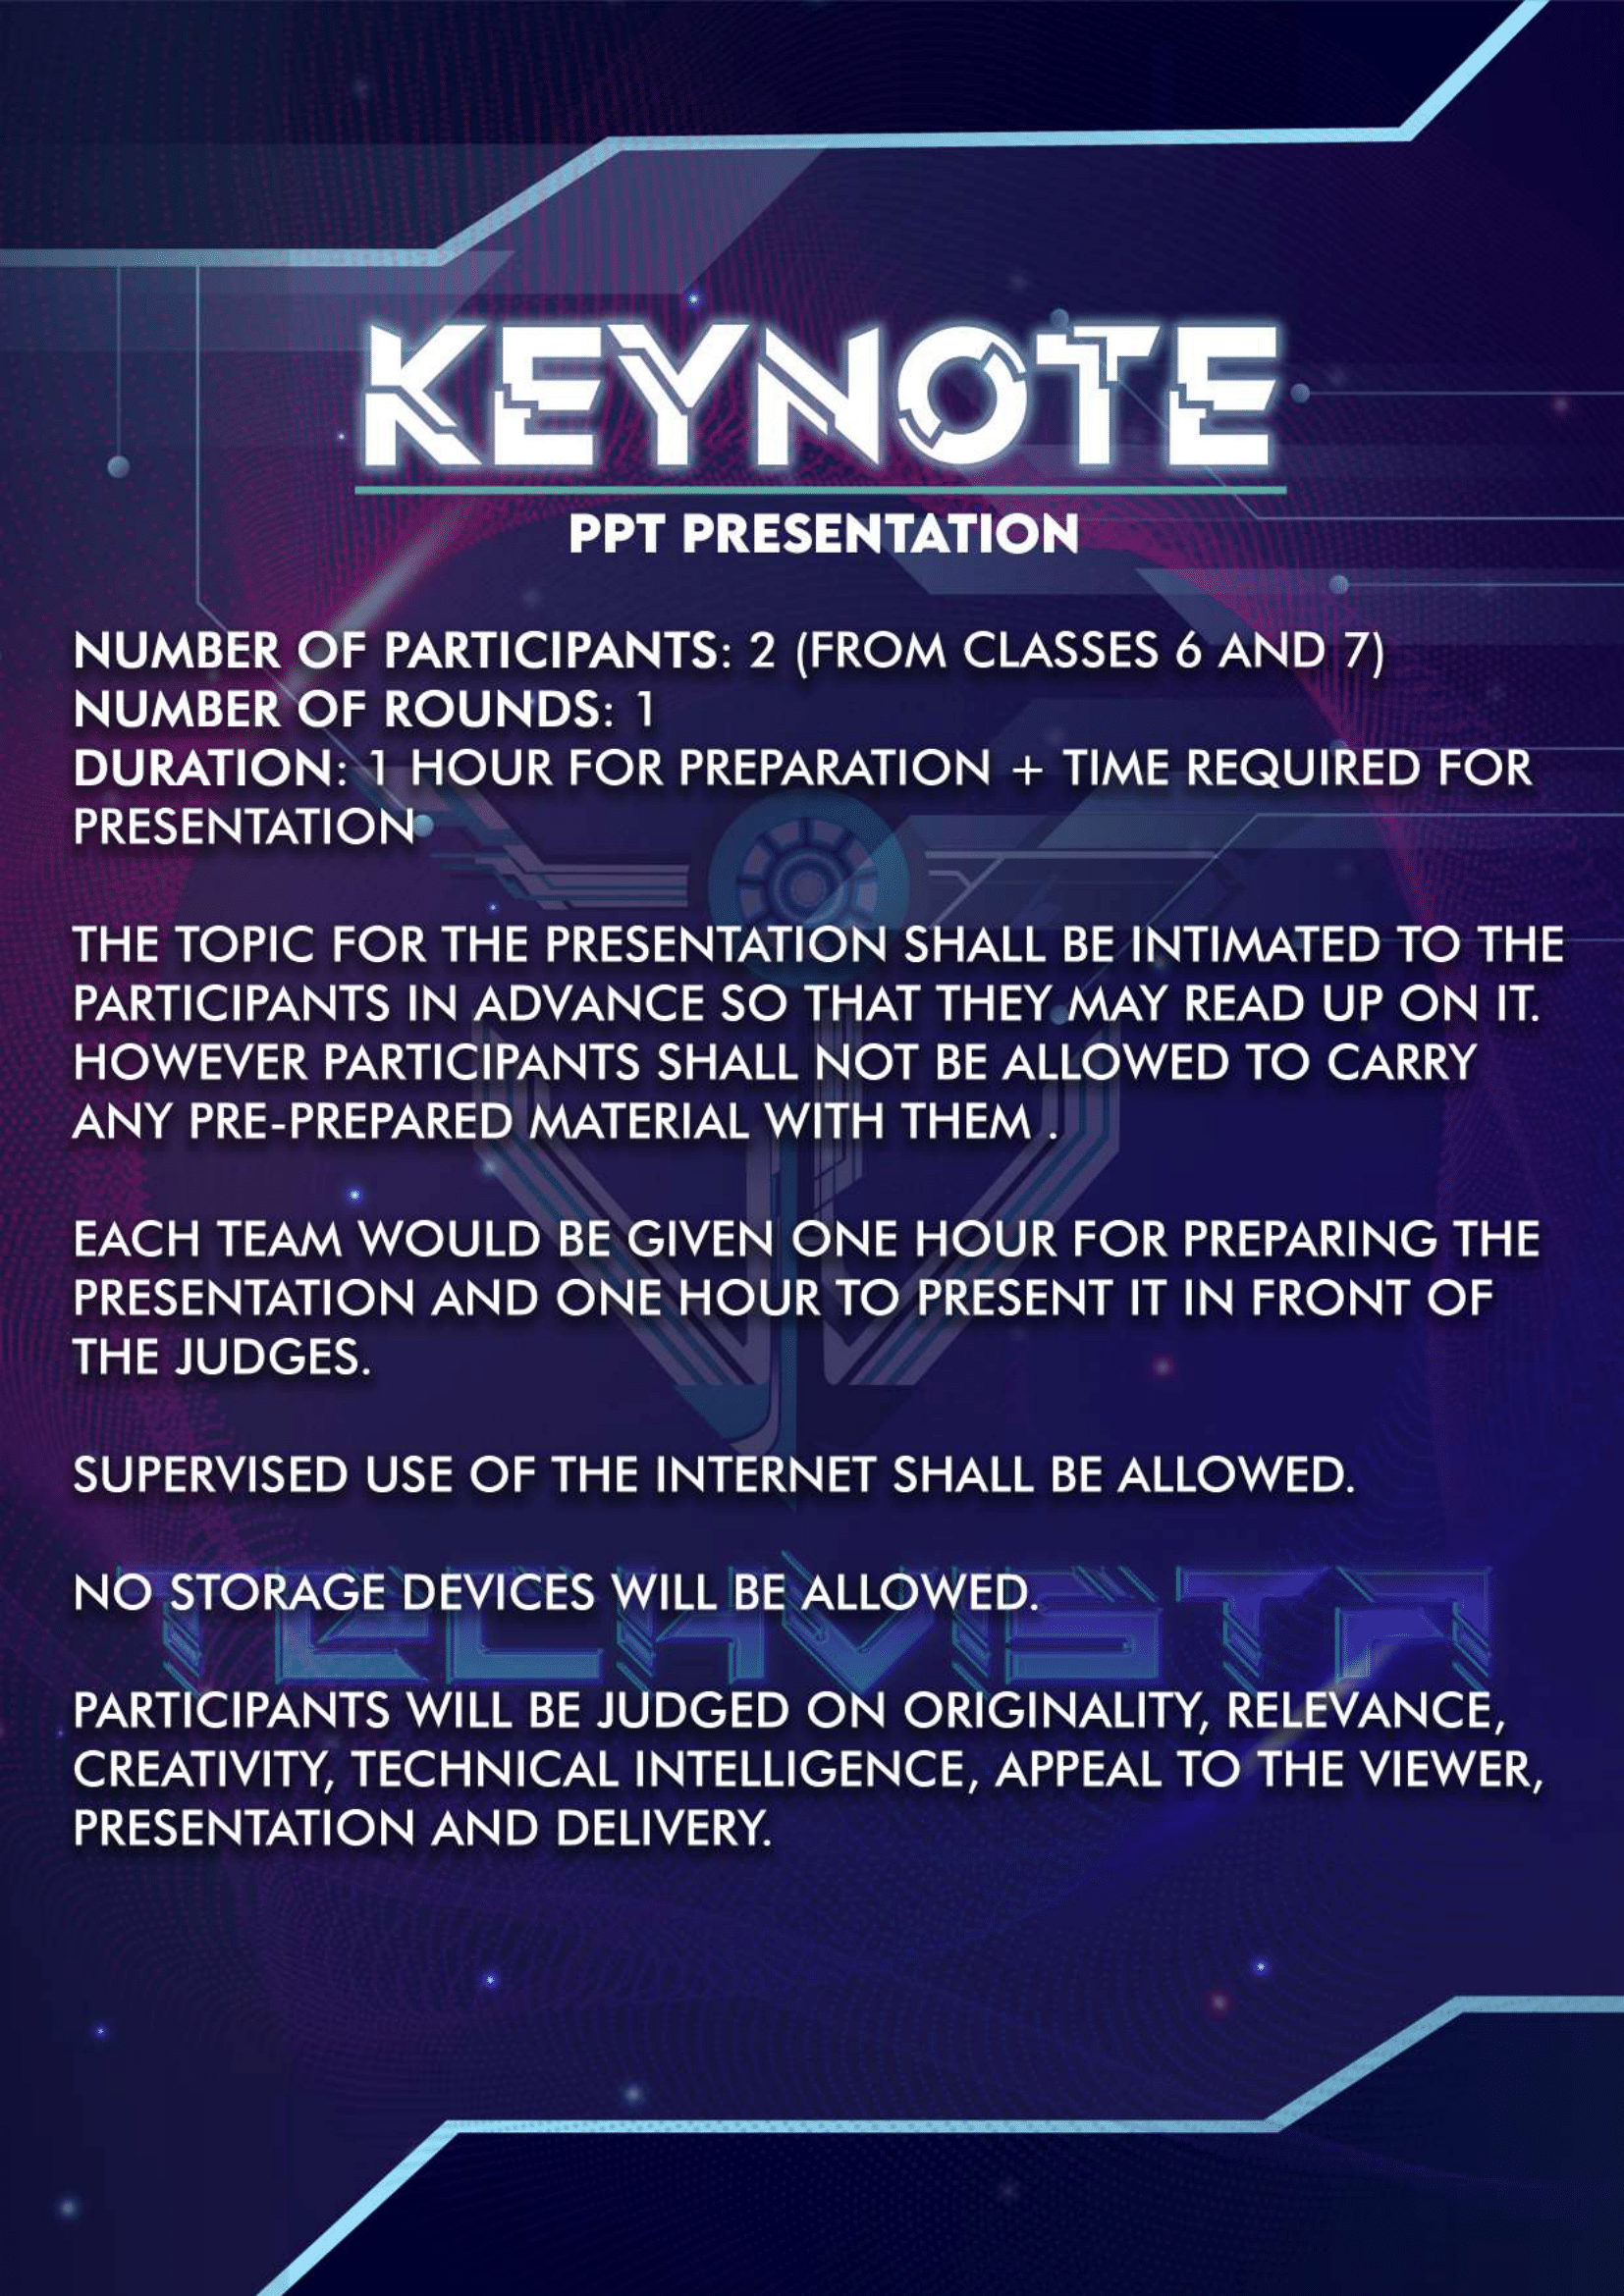 KEYNOTE
PPT PRESENTATION
NUMBER OF PARTICIPANTS: 2 (FROM CLASSES 6 AND 7)
NUMBER OF ROUNDS: 1
DURATION: 1 HOUR FOR PREPARATION + TIME REQUIRED FOR
PRESENTATION
THE TOPIC FOR THE PRESENTATION SHALL BE INTIMATED TO THE
PARTICIPANTS IN ADVANCE SO THAT THEY MAY READ UP ON IT.
HOWEVER PARTICIPANTS SHALL NOT BE ALLOWED TO CARRY
ANY PRE-PREPARED MATERIAL WITH THEM .
EACH TEAM WOULD BE GIVEN ONE HOUR FOR PREPARING THE
PRESENTATION AND ONE HOUR TO PRESENT IT IN FRONT OF
THE JUDGES.
SUPERVISED USE OF THE INTERNET SHALL BE ALLOWED.
NO STORAGE DEVICES WILL BE ALLOWED.
TECHVISTA
PARTICIPANTS WILL BE JUDGED ON ORIGINALITY, RELEVANCE,
CREATIVITY, TECHNICAL INTELLIGENCE, APPEAL TO THE VIEWER,
PRESENTATION AND DELIVERY.